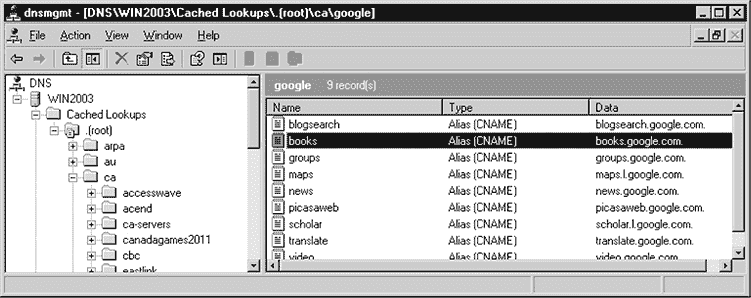 dnsmgmt - [DNS\WIN2003\Cached Lookups\.(root)\ca\google]
File Action View Window Help
DNS
WIN2003
Cached Lookups
.(root)
arpa
au
ca
accesswave
acend
ca-servers
canadagames2011
cbc
eastlink
google 9 record(s)
Name Type Data
blogsearch Alias (CNAME) blogsearch.google.com.
books Alias (CNAME) books.google.com.
groups Alias (CNAME) groups.google.com.
maps Alias (CNAME) maps.l.google.com.
news Alias (CNAME) news.google.com.
picasaweb Alias (CNAME) picasaweb.google.com.
scholar Alias (CNAME) scholar.l.google.com.
translate Alias (CNAME) translate.google.com.
video Alias (CNAME) video.google.com.